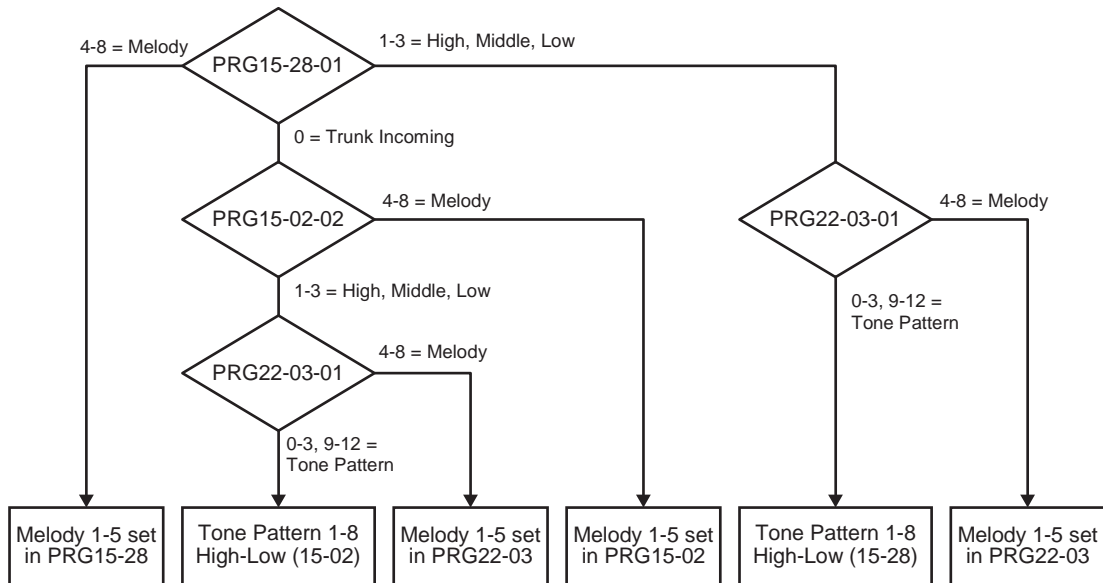 4-8 = Melody
PRG15-28-01
1-3 = High, Middle, Low
0 = Trunk Incoming
PRG15-02-02
4-8 = Melody
PRG22-03-01
4-8 = Melody
1-3 = High, Middle, Low
0-3, 9-12 =
Tone Pattern
PRG22-03-01
4-8 = Melody
0-3, 9-12 =
Tone Pattern
Melody 1-5 set
in PRG15-28
Tone Pattern 1-8
High-Low (15-02)
Melody 1-5 set
in PRG22-03
Melody 1-5 set
in PRG15-02
Tone Pattern 1-8
High-Low (15-28)
Melody 1-5 set
in PRG22-03